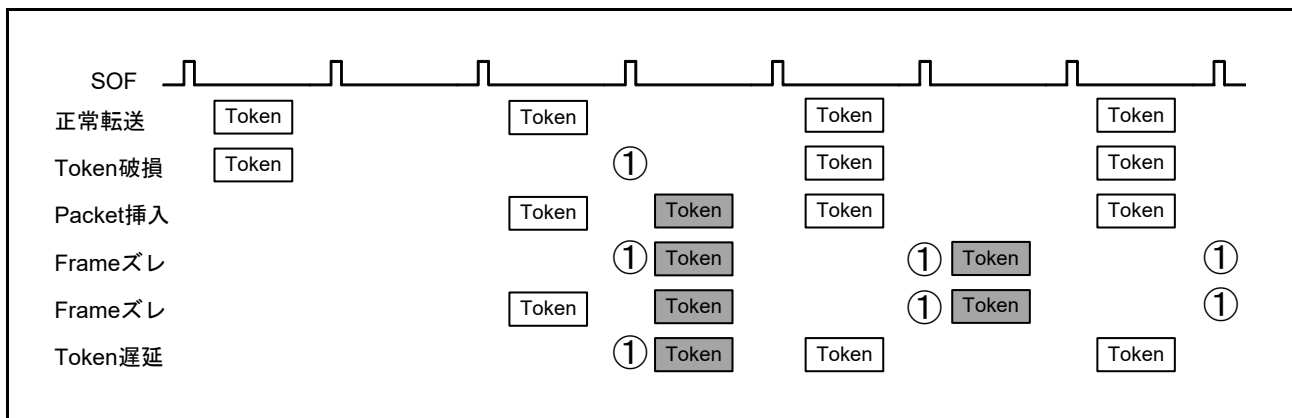 SOF
正常転送 Token Token Token Token
Token破損 Token ① Token Token
Packet挿入 Token Token Token Token
Frameズレ ① Token ① Token ①
Frameズレ Token Token ① Token ①
Token遅延 ① Token Token Token